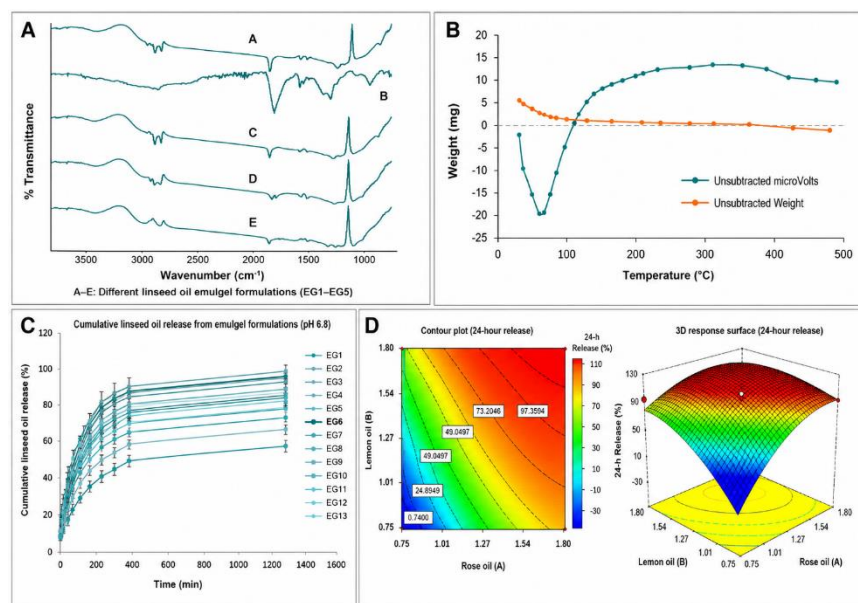 A
% Transmittance
A
B
C
D
E
3500 3000 2500 2000 1500 1000
Wavenumber (cm⁻¹)
A–E: Different linseed oil emulgel formulations (EG1–EG5)
B
Weight (mg)
20
15
10
5
0
-5
-10
-15
-20
-25
0 100 200 300 400 500
Temperature (°C)
Unsubtracted microVolts
Unsubtracted Weight
C
Cumulative linseed oil release from emulgel formulations (pH 6.8)
Cumulative linseed oil release (%)
120
100
80
60
40
20
0
0 200 400 600 800 1000 1200 1400 1600
Time (min)
EG1
EG2
EG3
EG4
EG5
EG6
EG7
EG8
EG9
EG10
EG11
EG12
EG13
D
Contour plot (24-hour release)
Lemon oil (B)
1.80
1.54
1.27
1.01
0.75
0.75 1.01 1.27 1.54 1.80
Rose oil (A)
73.2046
97.3594
49.0497
49.0497
24.8949
0.7400
24-h
Release (%)
110
90
70
50
30
10
-10
-30
3D response surface (24-hour release)
24-h Release (%)
130
90
50
10
-30
1.80
1.54
1.27
1.01
0.75
Lemon oil (B)
0.75
1.01
1.27
1.54
1.80
Rose oil (A)